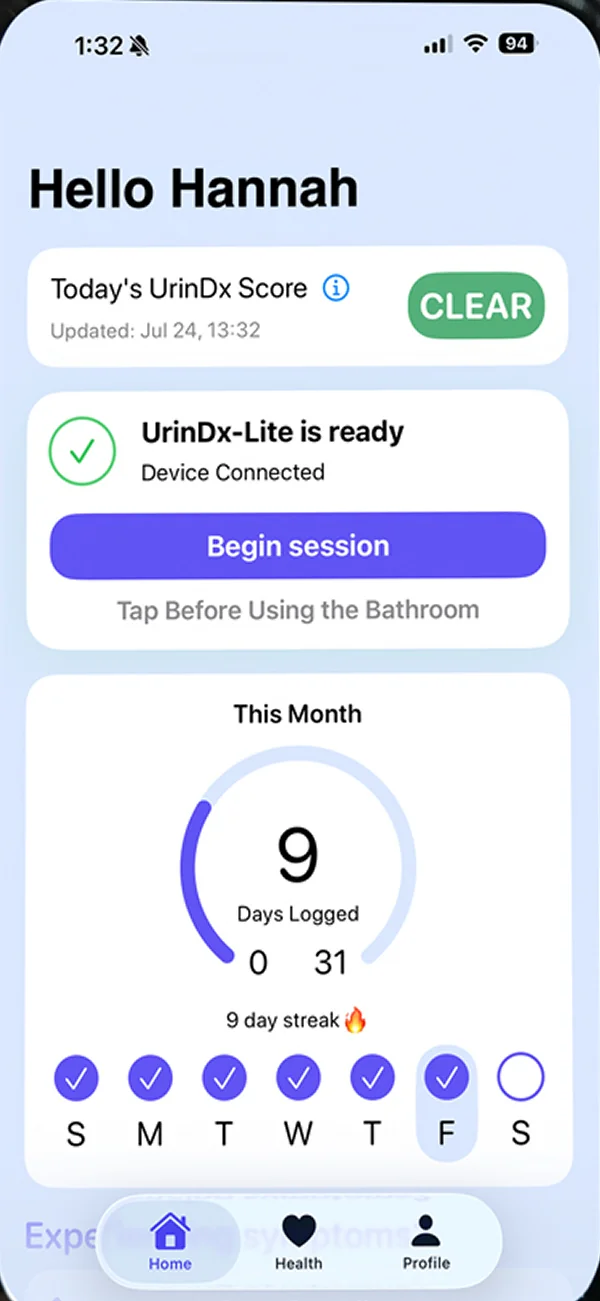 1:32
94
Hello Hannah
Today's UrinDx Score
Updated: Jul 24, 13:32
CLEAR
UrinDx-Lite is ready
Device Connected
Begin session
Tap Before Using the Bathroom
This Month
9
Days Logged
0 31
9 day streak🔥
S M T W T F S
Expe symptoms
Home Health Profile